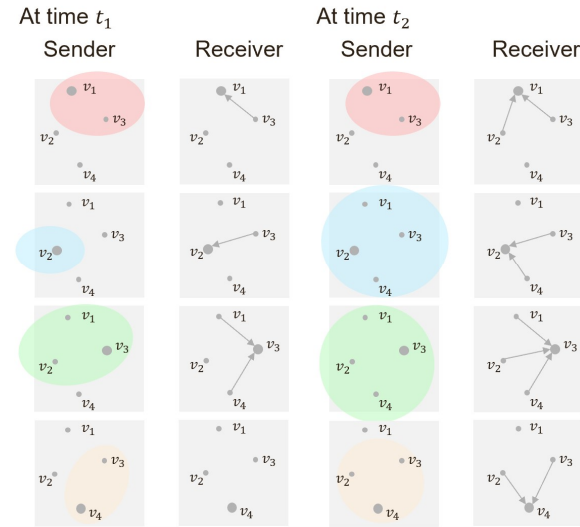 At time t₁ At time t₂
Sender Receiver Sender Receiver
v₁ v₁ v₁ v₁
v₃ v₃ v₃ v₃
v₂ v₂ v₂ v₂
v₄ v₄ v₄ v₄
v₁ v₁ v₁ v₁
v₃ v₃ v₃ v₃
v₂ v₂ v₂ v₂
v₄ v₄ v₄ v₄
v₁ v₁ v₁ v₁
v₃ v₃ v₃ v₃
v₂ v₂ v₂ v₂
v₄ v₄ v₄ v₄
v₁ v₁ v₁ v₁
v₃ v₃ v₃ v₃
v₂ v₂ v₂ v₂
v₄ v₄ v₄ v₄